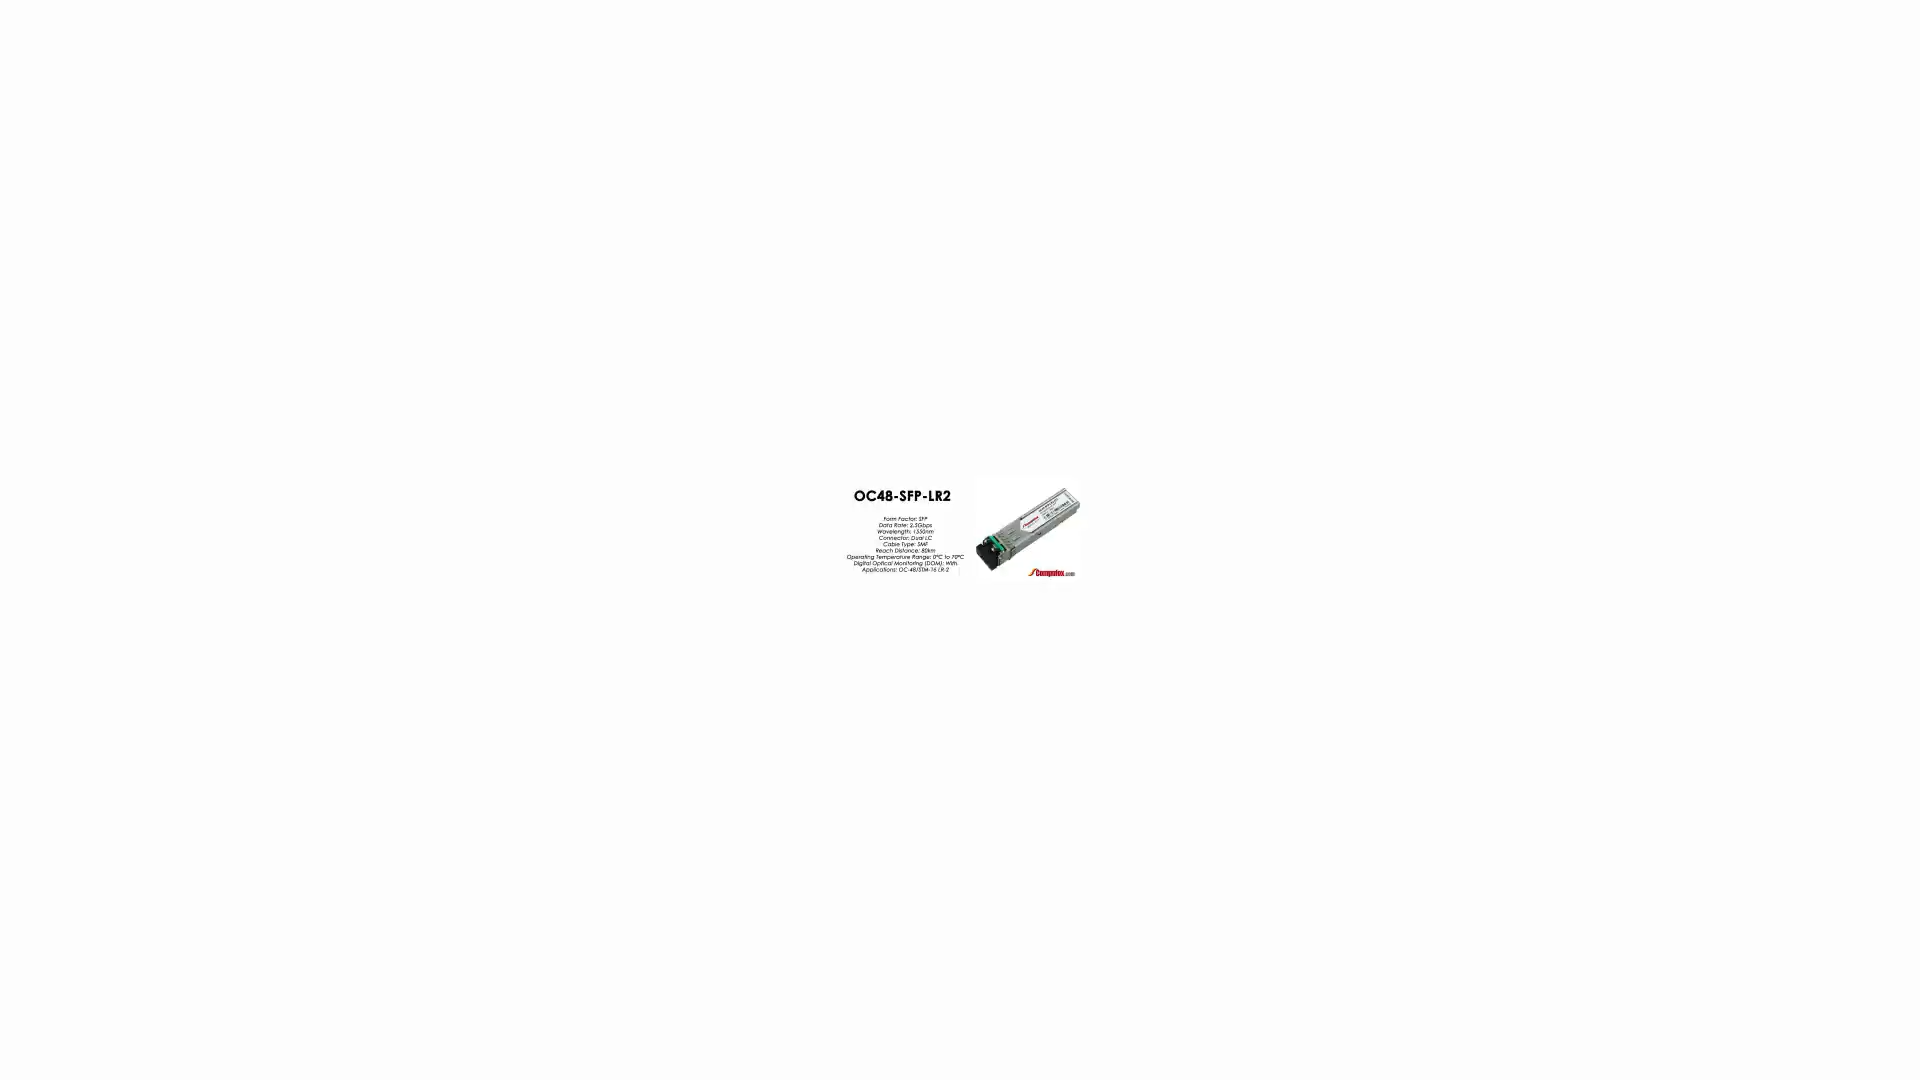 OC48-SFP-LR2
Form Factor: SFP
Data Rate: 2.5Gbps
Wavelength: 1550nm
Connector: Dual LC
Cable Type: SMF
Reach Distance: 80km
Operating Temperature Range: 0°C to 70°C
Digital Optical Monitoring (DOM): With
Applications: OC-48/STM-16 LR-2
Compufox.com